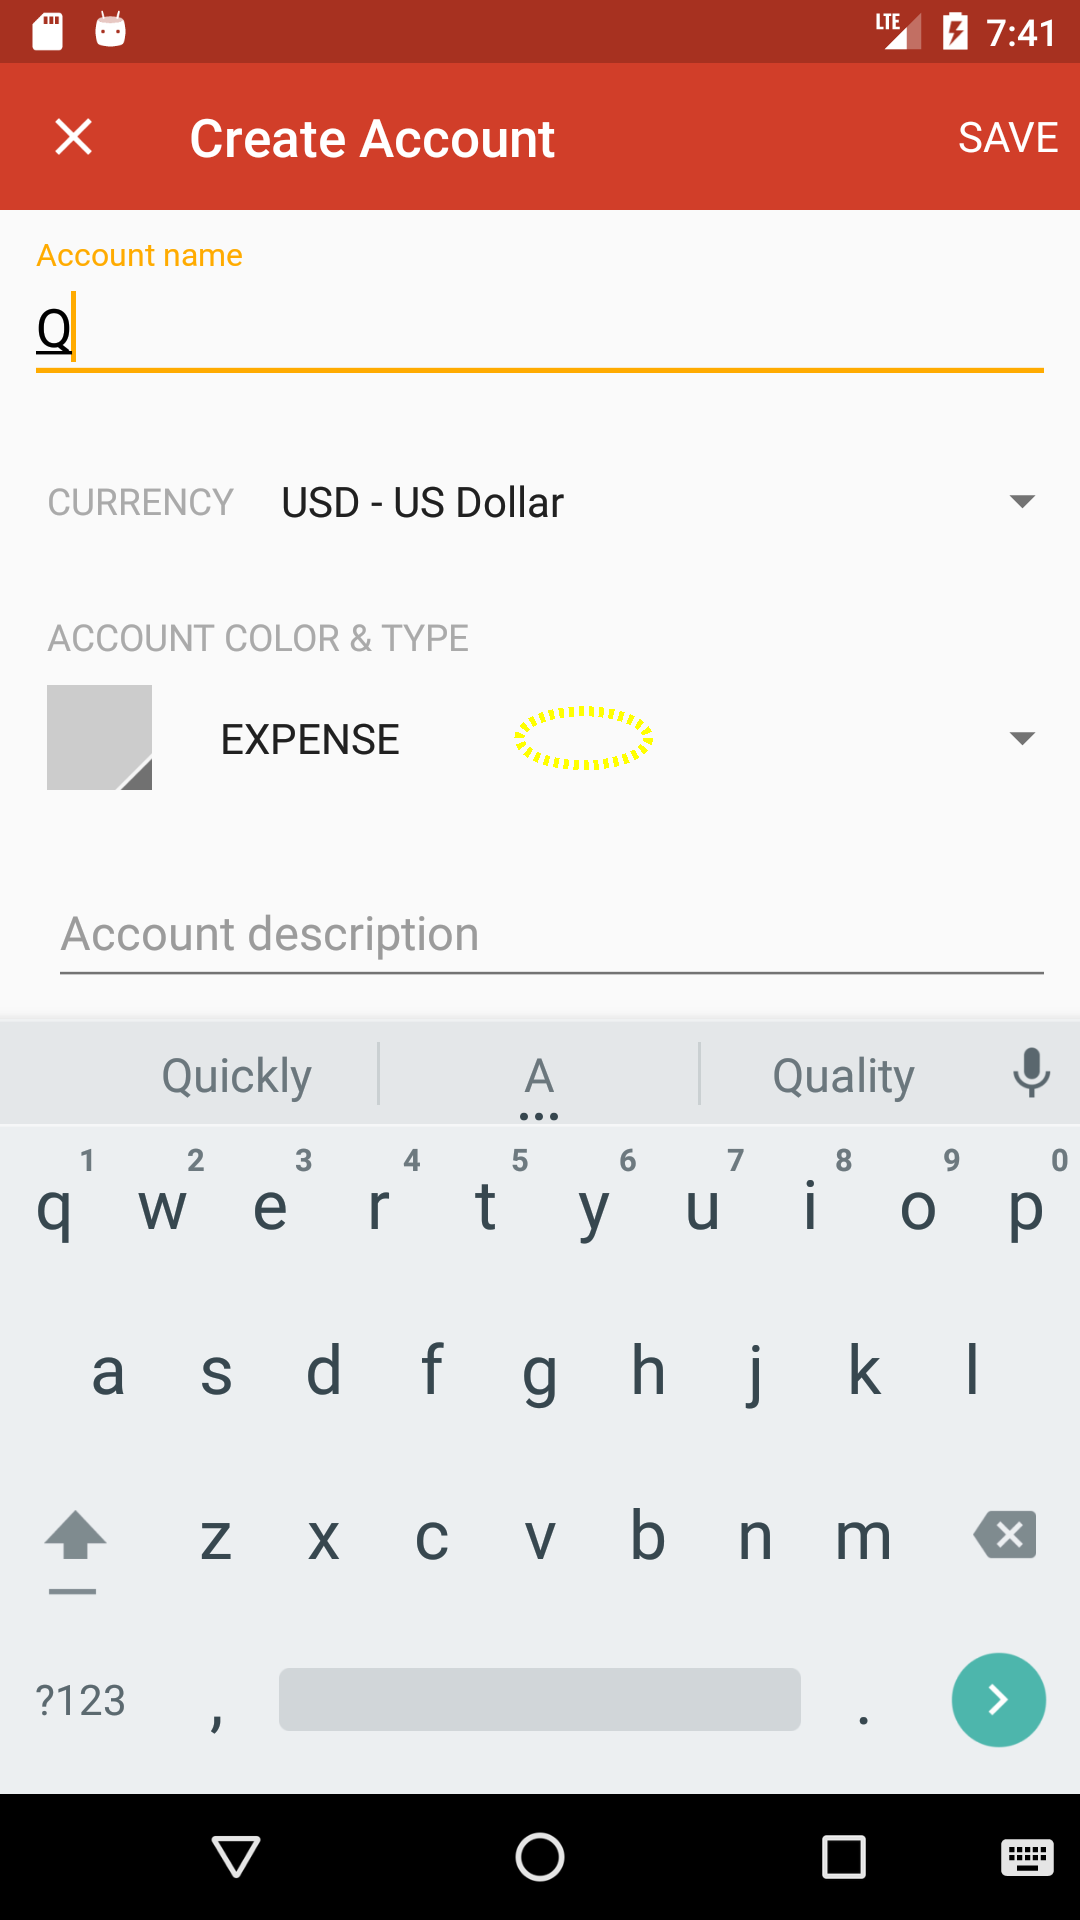 LTE 7:41
Create Account SAVE
Account name
Q
CURRENCY USD - US Dollar
ACCOUNT COLOR & TYPE
EXPENSE
Account description
Quickly A Quality
1 2 3 4 5 6 7 8 9 0
q w e r t y u i o p
a s d f g h j k l
z x c v b n m
?123 , .